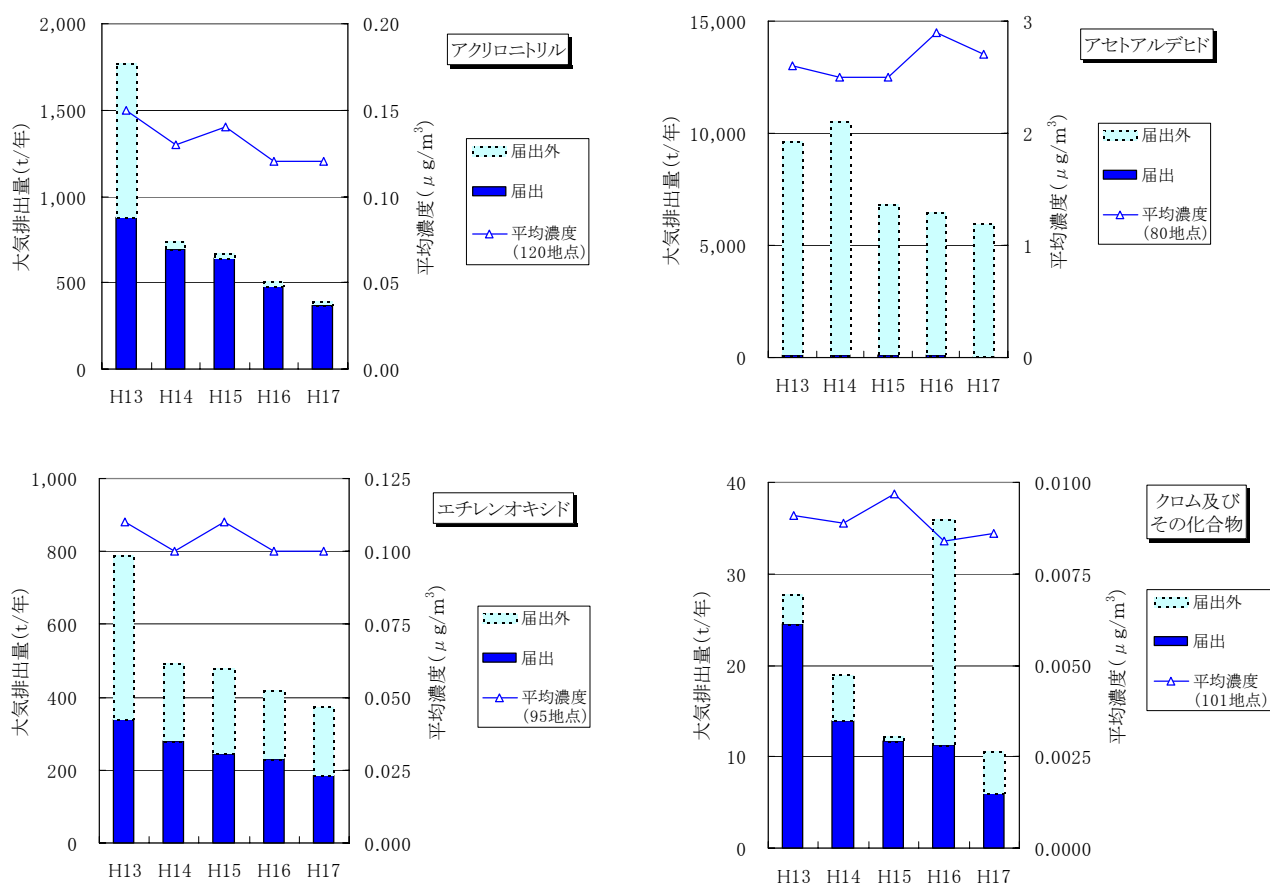 アクリロニトリル
大気排出量(t/年)
2,000
1,500
1,000
500
0
0.20
0.15
0.10
0.05
0.00
平均濃度(μg/m³)
届出外
届出
平均濃度
(120地点)
H13 H14 H15 H16 H17
アセトアルデヒド
大気排出量(t/年)
15,000
10,000
5,000
0
3
2
1
0
平均濃度(μg/m³)
届出外
届出
平均濃度
(80地点)
H13 H14 H15 H16 H17
エチレンオキシド
大気排出量(t/年)
1,000
800
600
400
200
0
0.125
0.100
0.075
0.050
0.025
0.000
平均濃度(μg/m³)
届出外
届出
平均濃度
(95地点)
H13 H14 H15 H16 H17
クロム及び
その化合物
大気排出量(t/年)
40
30
20
10
0
0.0100
0.0075
0.0050
0.0025
0.0000
平均濃度(μg/m³)
届出外
届出
平均濃度
(101地点)
H13 H14 H15 H16 H17